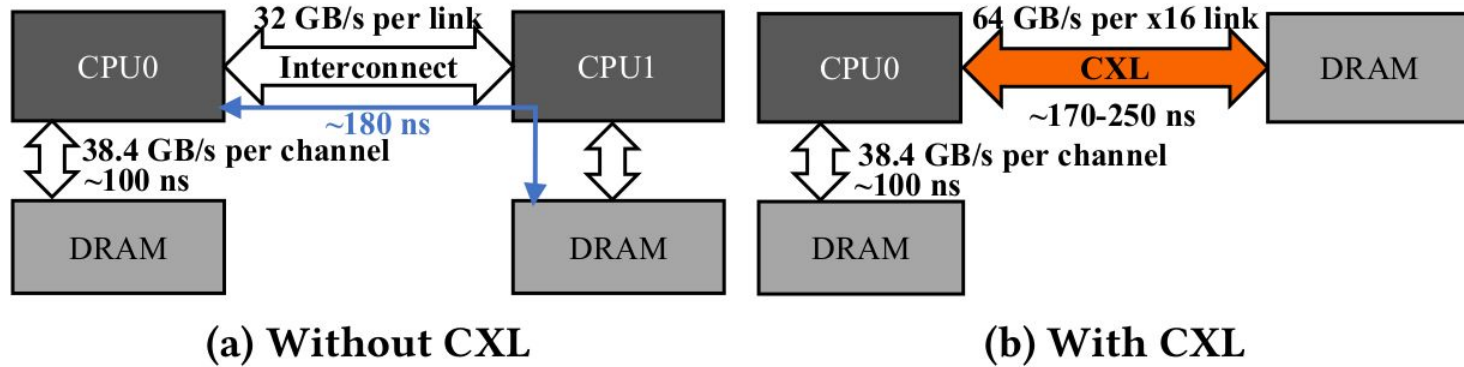 32 GB/s per link
CPU0
Interconnect
CPU1
~180 ns
38.4 GB/s per channel
~100 ns
DRAM
DRAM
(a) Without CXL
64 GB/s per x16 link
CPU0
CXL
DRAM
~170-250 ns
38.4 GB/s per channel
~100 ns
DRAM
(b) With CXL